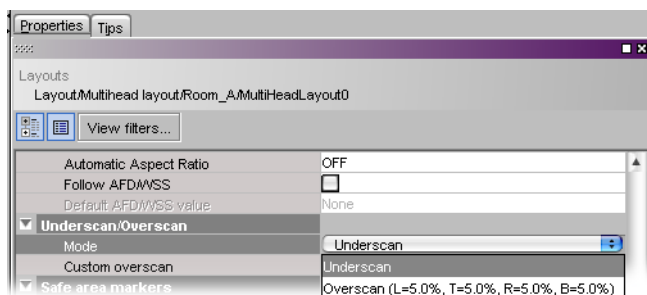 Properties Tips
Layouts
Layout/Multihead layout/Room_A/MultiHeadLayout0
View filters...
Automatic Aspect Ratio OFF
Follow AFD/WSS
Default AFD/WSS value None
Underscan/Overscan
Mode Underscan
Custom overscan Underscan
Safe area markers Overscan (L=5.0%, T=5.0%, R=5.0%, B=5.0%)